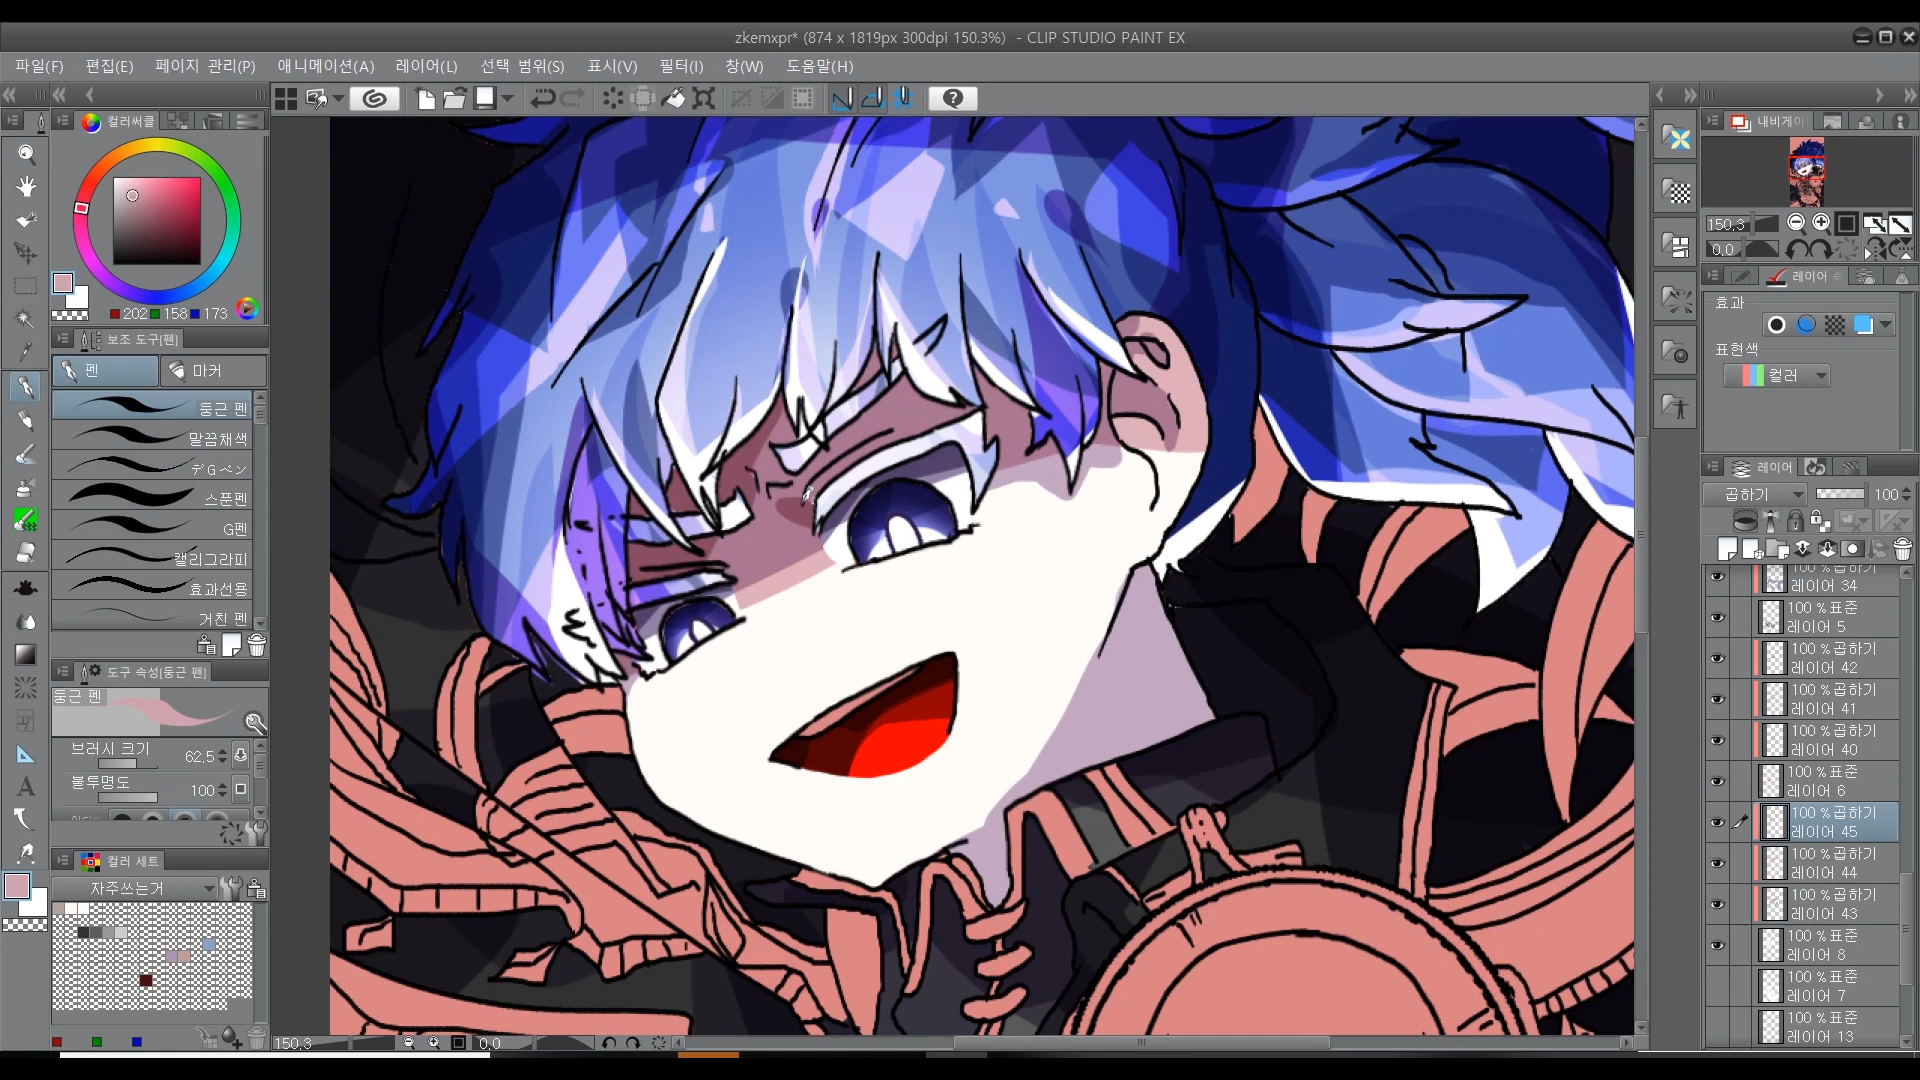 zkemxpr* (874 x 1819px 300dpi 150.3%) - CLIP STUDIO PAINT EX
파일(F) 편집(E) 페이지 관리(P) 애니메이션(A) 레이어(L) 선택 범위(S) 표시(V) 필터(I) 창(W) 도움말(H)
컬러써클
202 158 173
보조 도구[펜]
펜
마커
둥근 펜
말끔채색
デGペン
스푼펜
G펜
캘리그라피
효과선용
거친 펜
도구 속성[둥근 펜]
둥근 펜
브러시 크기 62.5
불투명도 100
컬러 세트
자주쓰는거
150.3 0.0
내비게이
150.3
0.0
레이어 속
효과
표현색
컬러
레이어
곱하기 100
100 % 곱하기
레이어 34
100 % 표준
레이어 5
100 % 곱하기
레이어 42
100 % 곱하기
레이어 41
100 % 곱하기
레이어 40
100 % 표준
레이어 6
100 % 곱하기
레이어 45
100 % 곱하기
레이어 44
100 % 곱하기
레이어 43
100 % 표준
레이어 8
100 % 표준
레이어 7
100 % 표준
레이어 13